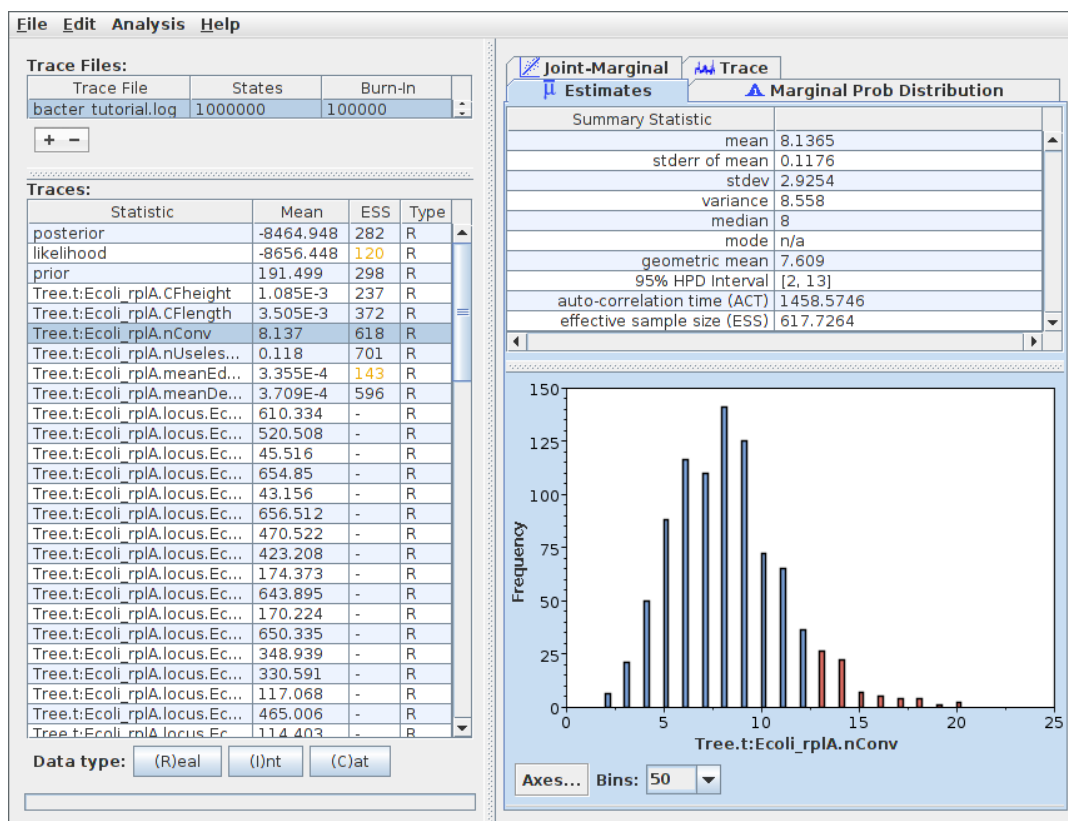 File Edit Analysis Help
Trace Files:
Trace File States Burn-In
bacter_tutorial.log 1000000 100000
+ −
Traces:
Statistic Mean ESS Type
posterior -8464.948 282 R
likelihood -8656.448 120 R
prior 191.499 298 R
Tree.t:Ecoli_rplA.CFheight 1.085E-3 237 R
Tree.t:Ecoli_rplA.CFlength 3.505E-3 372 R
Tree.t:Ecoli_rplA.nConv 8.137 618 R
Tree.t:Ecoli_rplA.nUseles... 0.118 701 R
Tree.t:Ecoli_rplA.meanEd... 3.355E-4 143 R
Tree.t:Ecoli_rplA.meanDe... 3.709E-4 596 R
Tree.t:Ecoli_rplA.locus.Ec... 610.334 - R
Tree.t:Ecoli_rplA.locus.Ec... 520.508 - R
Tree.t:Ecoli_rplA.locus.Ec... 45.516 - R
Tree.t:Ecoli_rplA.locus.Ec... 654.85 - R
Tree.t:Ecoli_rplA.locus.Ec... 43.156 - R
Tree.t:Ecoli_rplA.locus.Ec... 656.512 - R
Tree.t:Ecoli_rplA.locus.Ec... 470.522 - R
Tree.t:Ecoli_rplA.locus.Ec... 423.208 - R
Tree.t:Ecoli_rplA.locus.Ec... 174.373 - R
Tree.t:Ecoli_rplA.locus.Ec... 643.895 - R
Tree.t:Ecoli_rplA.locus.Ec... 170.224 - R
Tree.t:Ecoli_rplA.locus.Ec... 650.335 - R
Tree.t:Ecoli_rplA.locus.Ec... 348.939 - R
Tree.t:Ecoli_rplA.locus.Ec... 330.591 - R
Tree.t:Ecoli_rplA.locus.Ec... 117.068 - R
Tree.t:Ecoli_rplA.locus.Ec... 465.006 - R
Tree.t:Ecoli_rplA.locus.Ec... 114.403 - R
Data type: (R)eal (I)nt (C)at
Joint-Marginal Trace
μ Estimates Marginal Prob Distribution
Summary Statistic
mean 8.1365
stderr of mean 0.1176
stdev 2.9254
variance 8.558
median 8
mode n/a
geometric mean 7.609
95% HPD Interval [2, 13]
auto-correlation time (ACT) 1458.5746
effective sample size (ESS) 617.7264
150
125
100
75
50
25
0
Frequency
0 5 10 15 20 25
Tree.t:Ecoli_rplA.nConv
Axes... Bins: 50